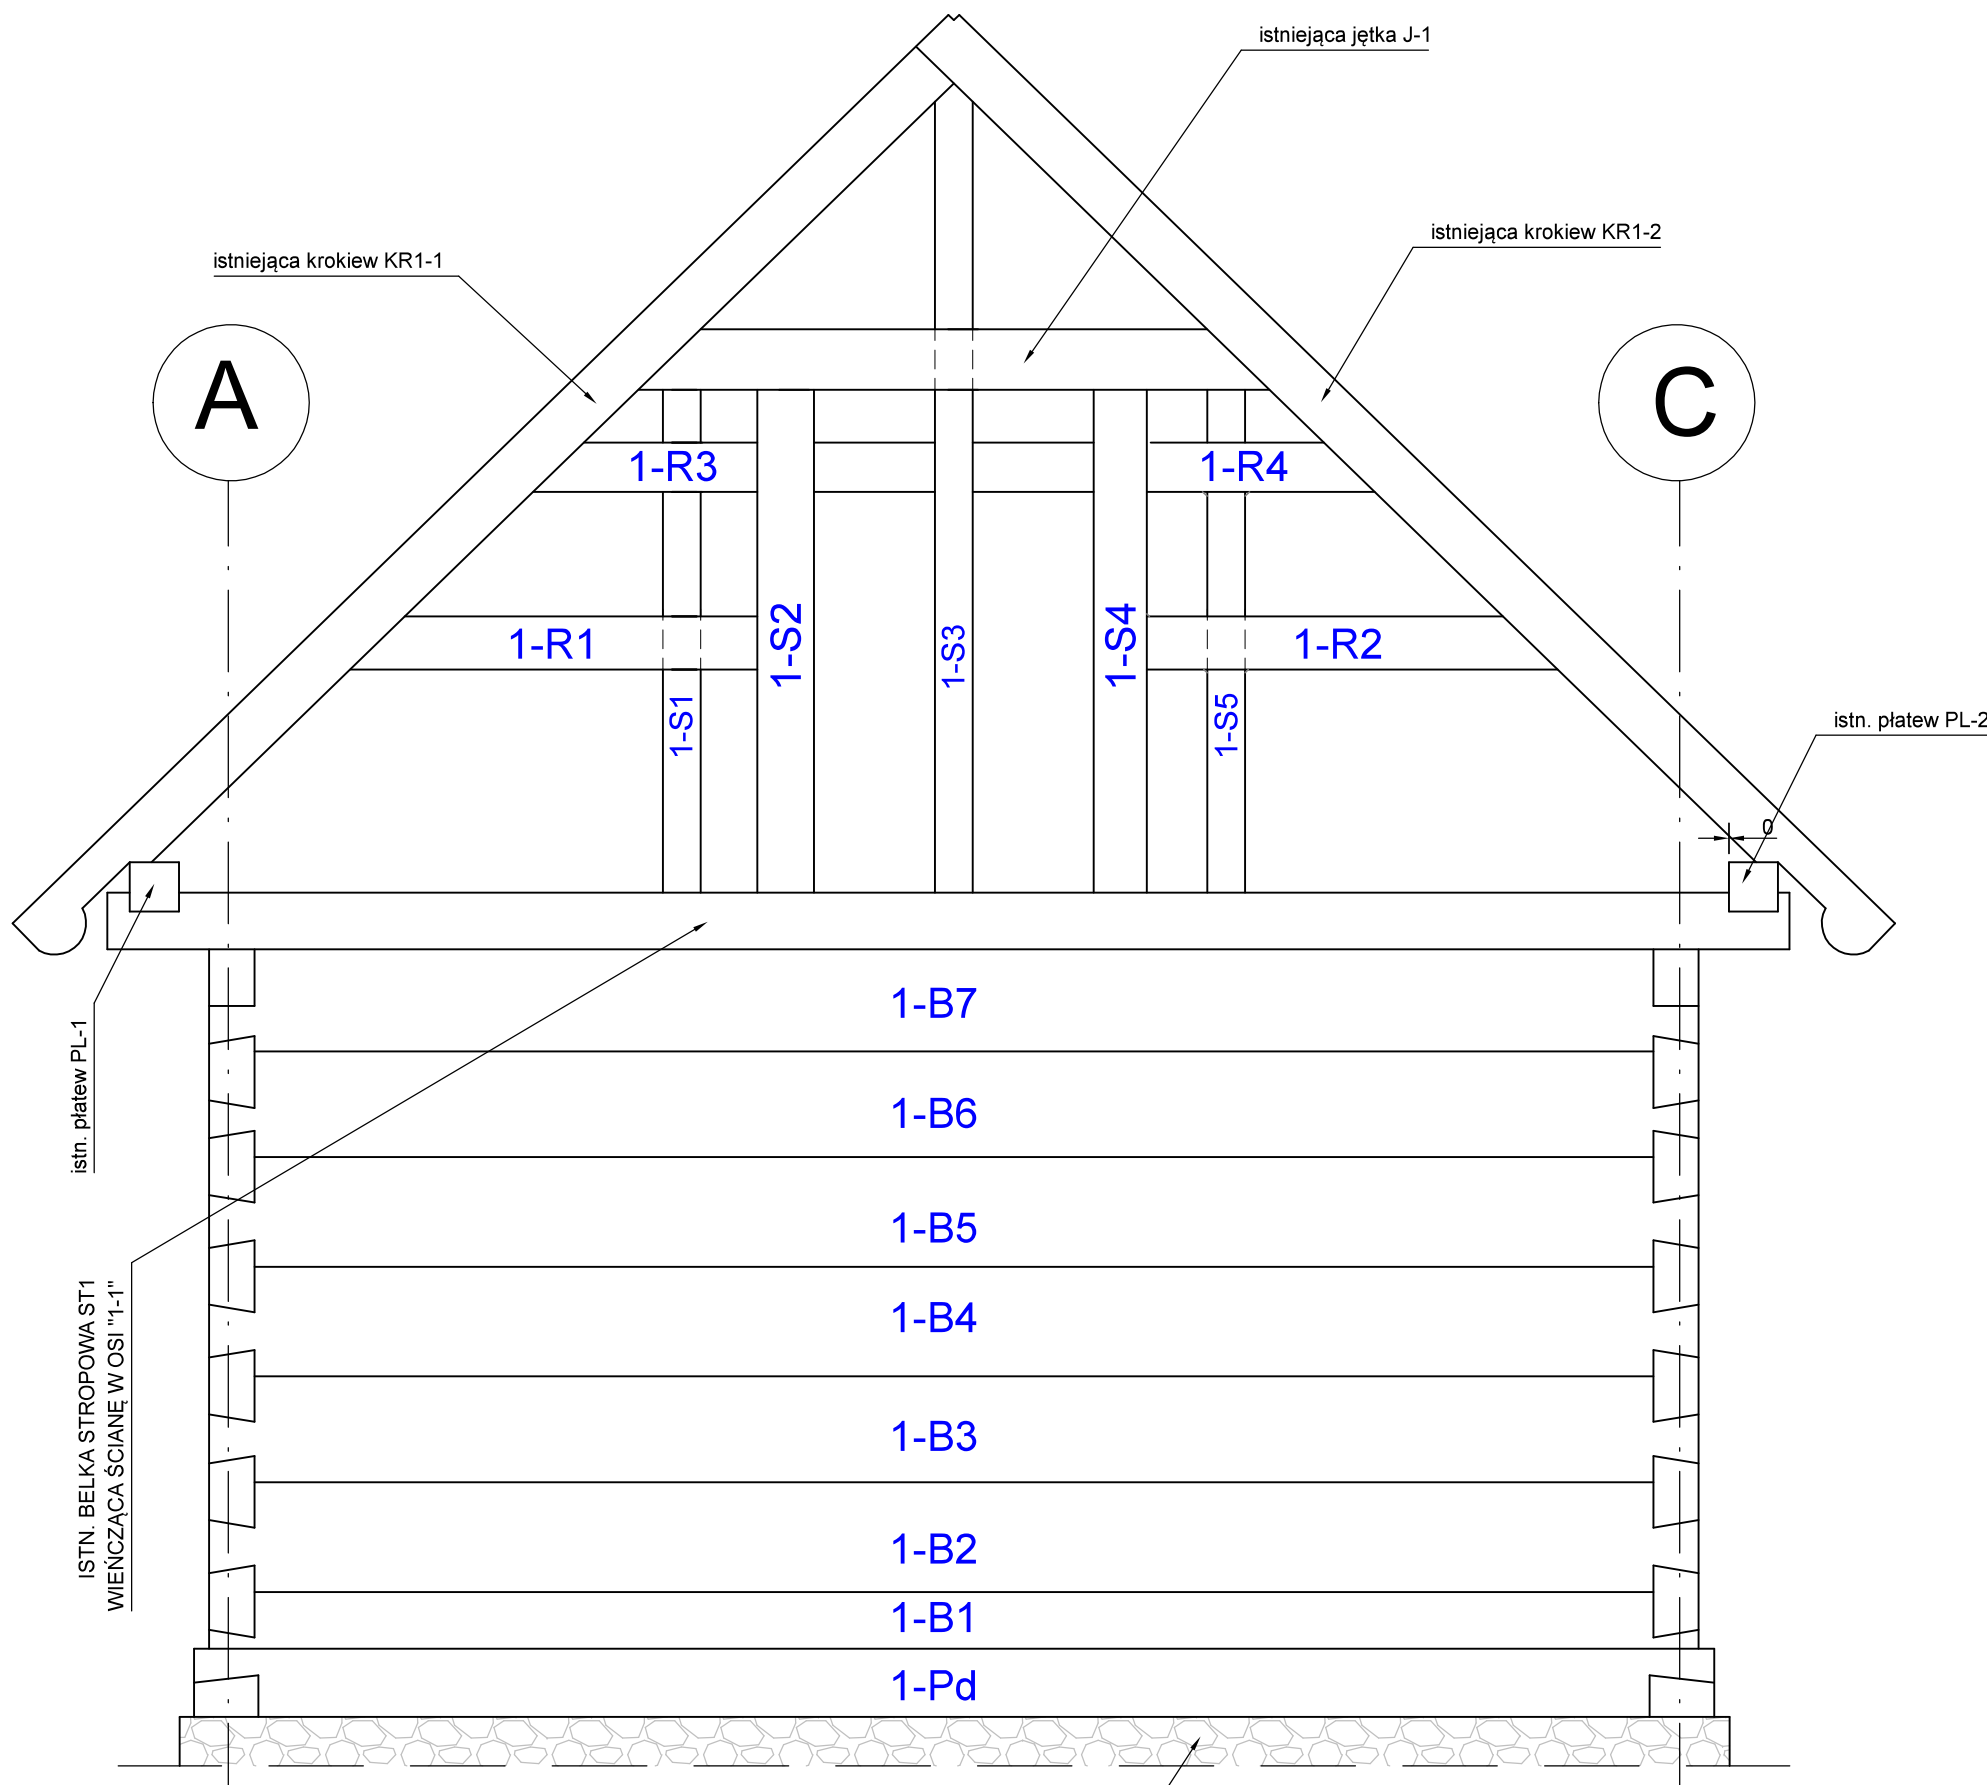 istniejąca jętka J-1
istniejąca krokiew KR1-2
istniejąca krokiew KR1-1
A
C
1-R3
1-R4
1-R1
1-S2
1-S3
1-S4
1-R2
1-S1
1-S5
istn. płatew PL-2
0
istn. płatew PL-1
1-B7
1-B6
1-B5
1-B4
ISTN. BELKA STROPOWA ST1
WIEŃCZĄCA ŚCIANĘ W OSI "1-1"
1-B3
1-B2
1-B1
1-Pd